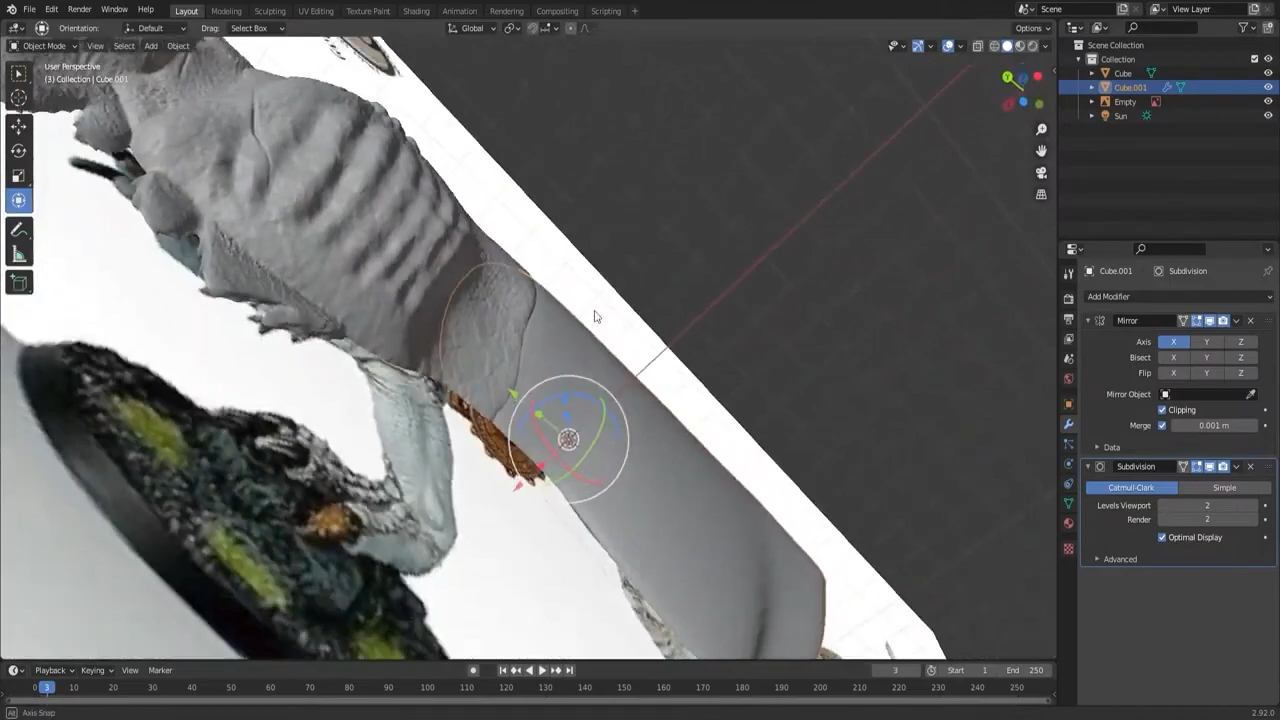 File Edit Render Window Help Layout Modeling Sculpting UV Editing Texture Paint Shading Animation Rendering Compositing Scripting + Scene View Layer
Orientation: Default Drag: Select Box Global Options
Object Mode View Select Add Object
User Perspective
(3) Collection | Cube.001
Scene Collection
Collection
Cube
Cube.001
Empty
Sun
Cube.001 Subdivision
Add Modifier
Mirror
Axis X Y Z
Bisect X Y Z
Flip X Y Z
Mirror Object
Clipping
Merge 0.001 m
Data
Subdivision
Catmull-Clark Simple
Levels Viewport 2
Render 2
Optimal Display
Advanced
Playback Keying View Marker 3 Start 1 End 250
0 3 10 20 30 40 50 60 70 80 90 100 110 120 130 140 150 160 170 180 190 200 210 220 230 240 250
Axis Snap 2.92.0